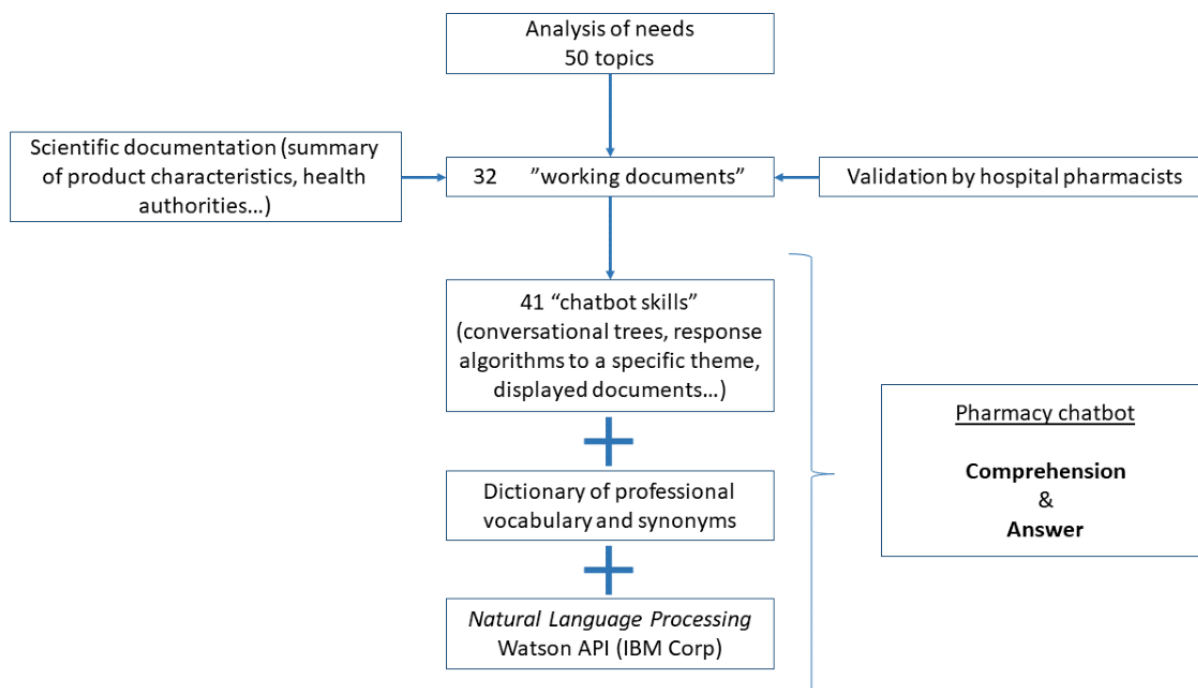 Analysis of needs
50 topics
Scientific documentation (summary
of product characteristics, health
authorities…)
32 ”working documents”
Validation by hospital pharmacists
41 “chatbot skills”
(conversational trees, response
algorithms to a specific theme,
displayed documents…)
Dictionary of professional
vocabulary and synonyms
Natural Language Processing
Watson API (IBM Corp)
Pharmacy chatbot
Comprehension
&
Answer